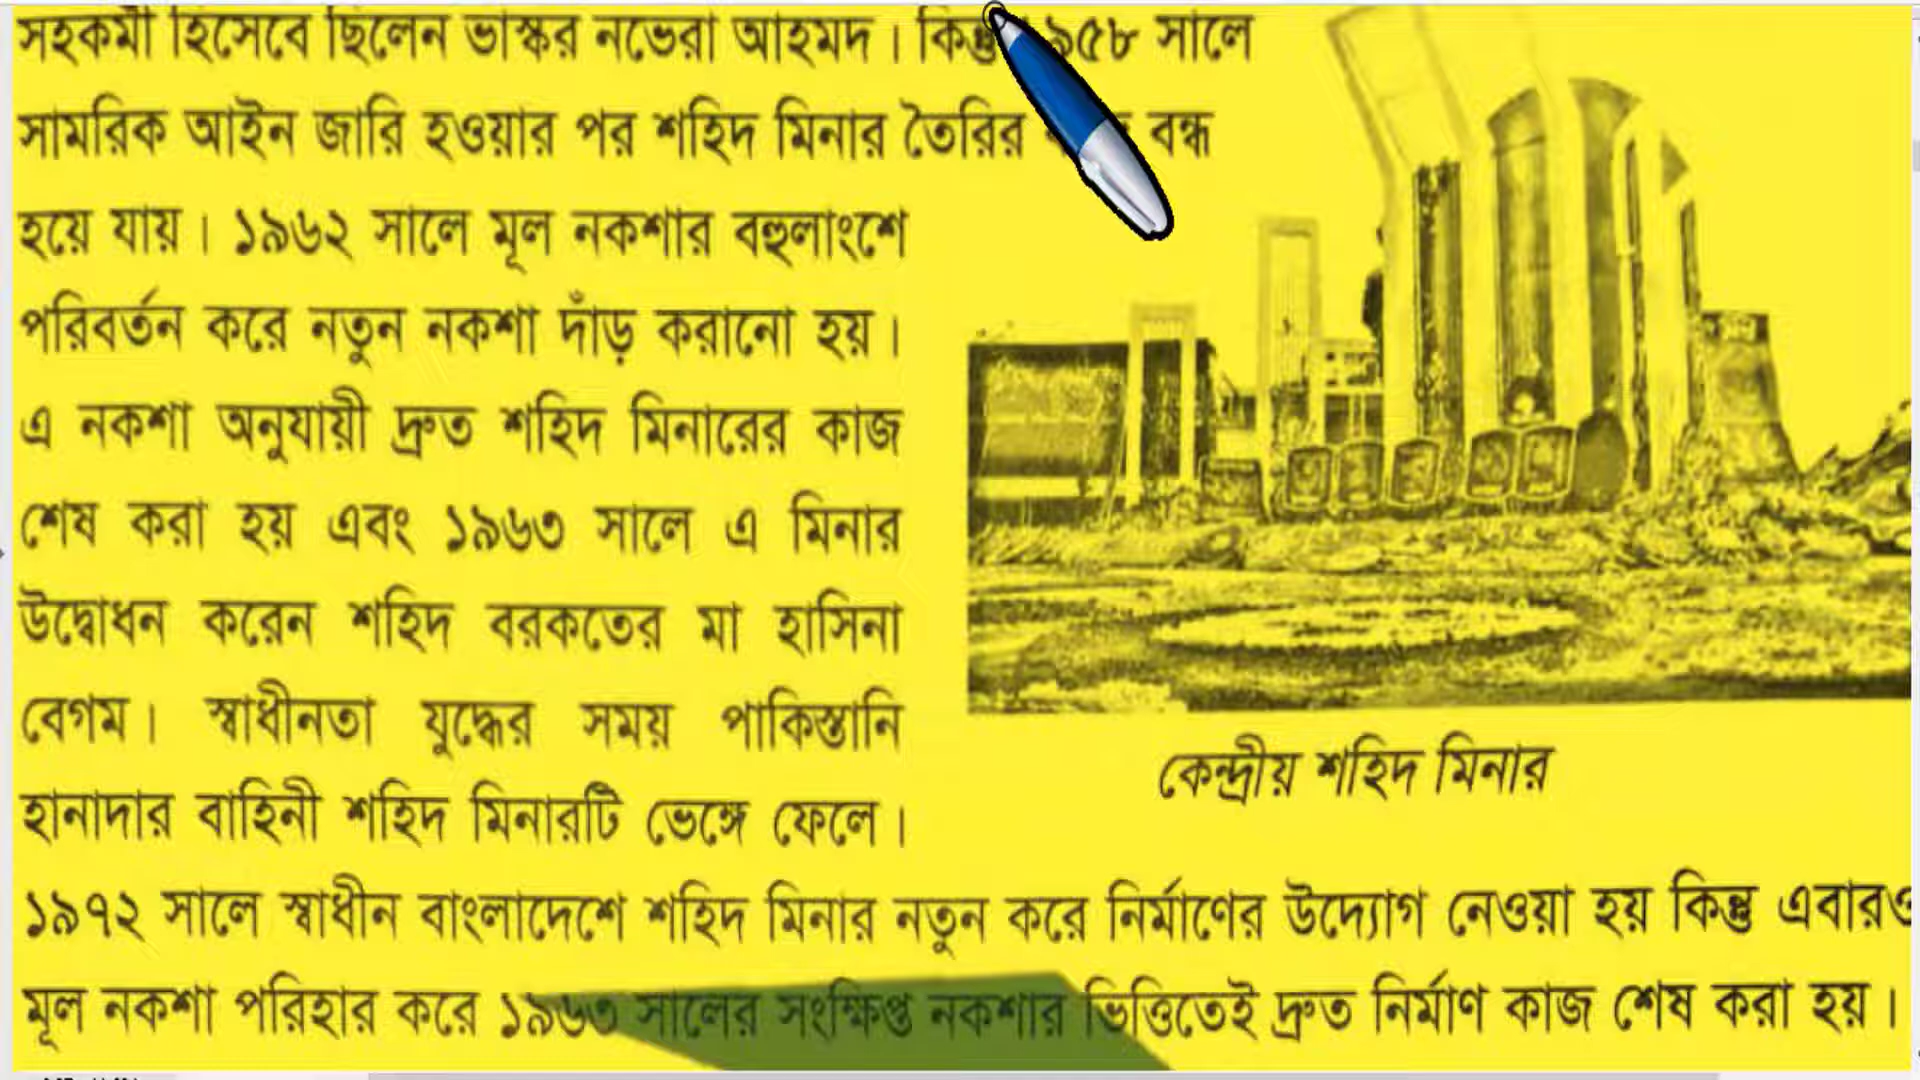 সহকর্মী হিসেবে ছিলেন ভাস্কর নভেরা আহমদ। কিন্তু ১৯৫৮ সালে
সামরিক আইন জারি হওয়ার পর শহিদ মিনার তৈরির বন্ধ
হয়ে যায়। ১৯৬২ সালে মূল নকশার বহুলাংশে
পরিবর্তন করে নতুন নকশা দাঁড় করানো হয়।
এ নকশা অনুযায়ী দ্রুত শহিদ মিনারের কাজ
শেষ করা হয় এবং ১৯৬৩ সালে এ মিনার
উদ্বোধন করেন শহিদ বরকতের মা হাসিনা
বেগম। স্বাধীনতা যুদ্ধের সময় পাকিস্তানি
হানাদার বাহিনী শহিদ মিনারটি ভেঙ্গে ফেলে।
কেন্দ্রীয় শহিদ মিনার
১৯৭২ সালে স্বাধীন বাংলাদেশে শহিদ মিনার নতুন করে নির্মাণের উদ্যোগ নেওয়া হয় কিন্তু এবারও
মূল নকশা পরিহার করে ১৯৬৩ সালের সংক্ষিপ্ত নকশার ভিত্তিতেই দ্রুত নির্মাণ কাজ শেষ করা হয়।